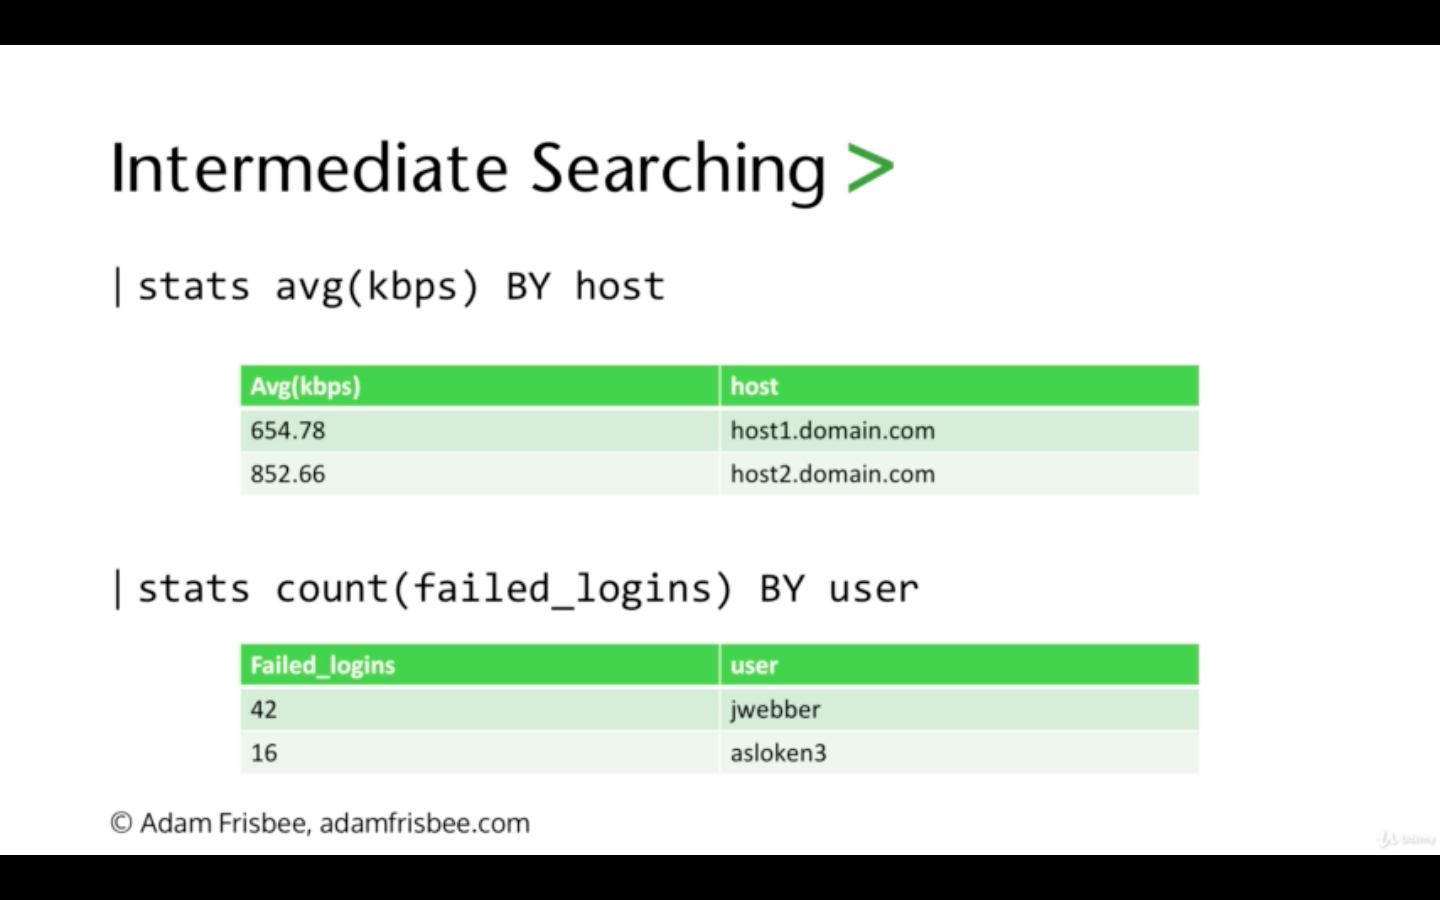 Intermediate Searching >
| stats avg(kbps) BY host
Avg(kbps) host
654.78 host1.domain.com
852.66 host2.domain.com
| stats count(failed_logins) BY user
Failed_logins user
42 jwebber
16 asloken3
© Adam Frisbee, adamfrisbee.com
Udemy